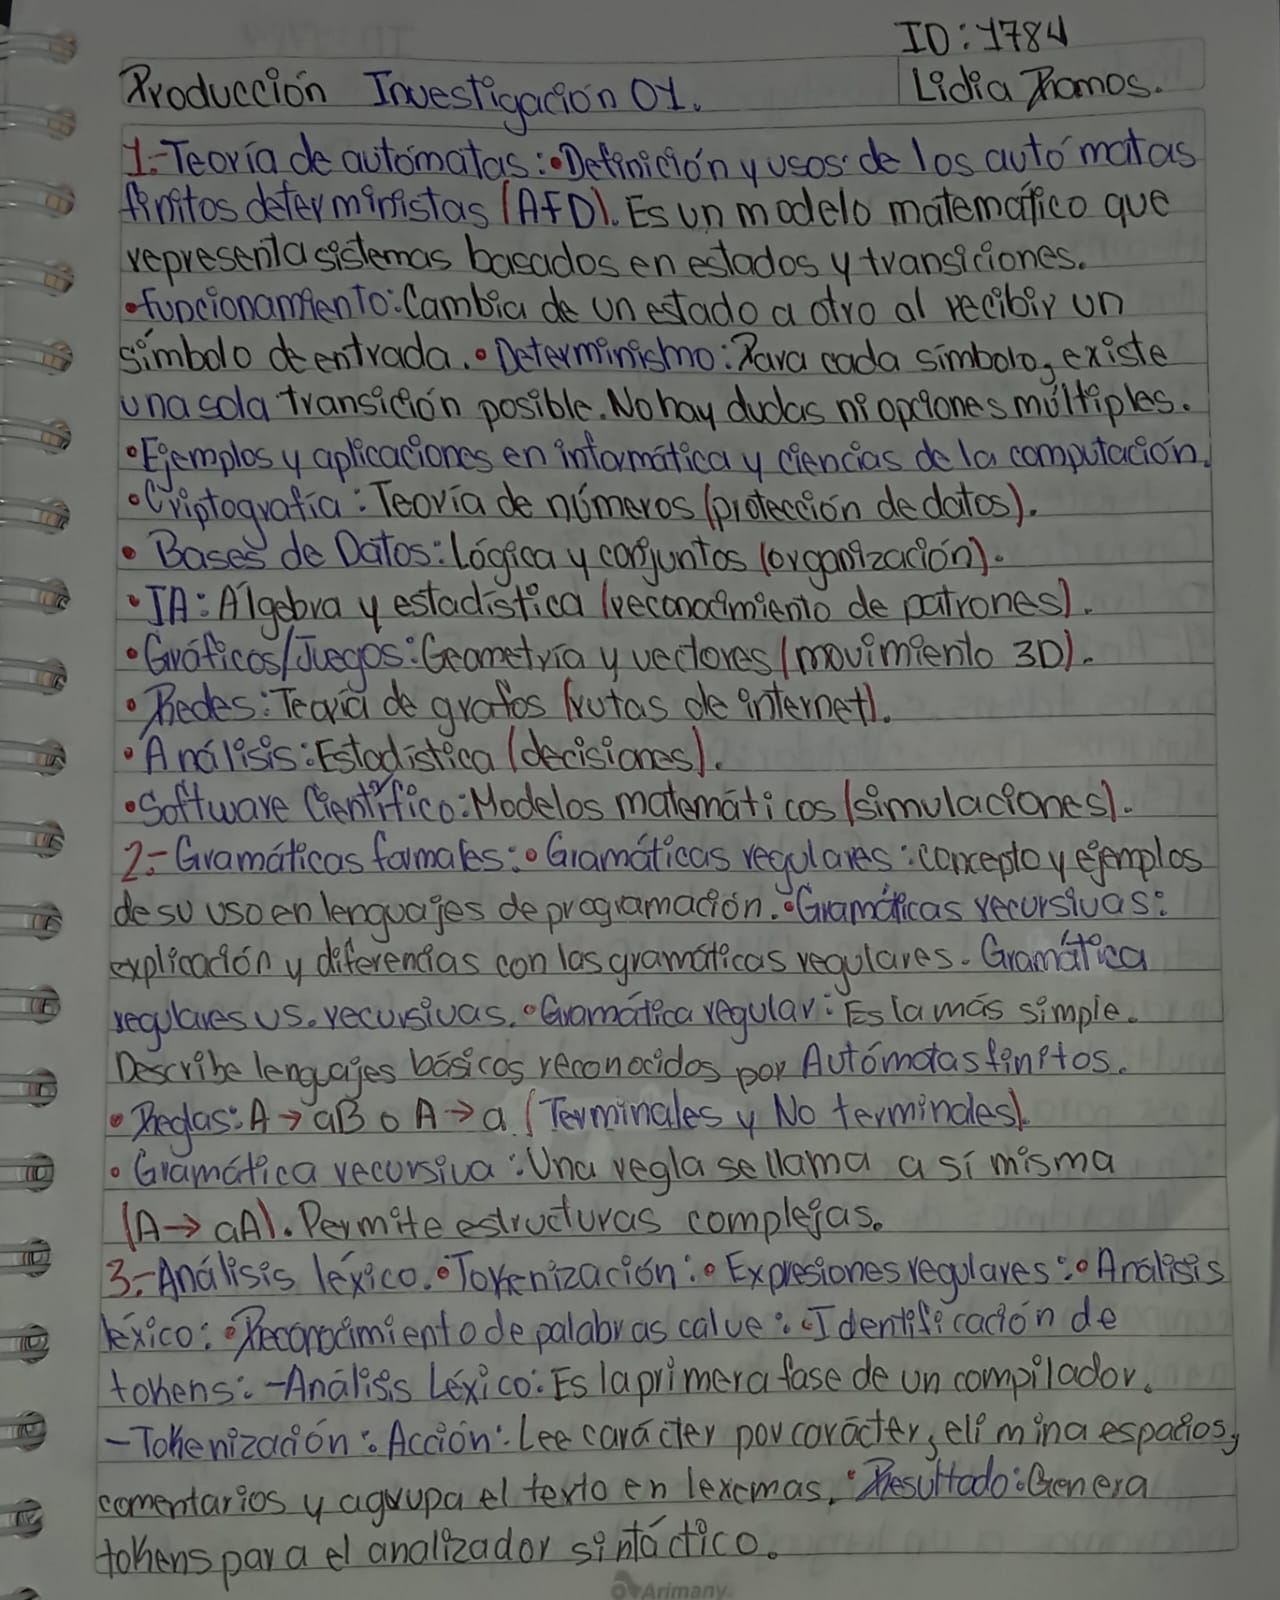 ID: 1784
Producción Investigación 01.
Lidia Ramos.
1.- Teoría de autómatas: • Definición y usos de los autómatas
finitos deterministas (AFD). Es un modelo matemático que
representa sistemas basados en estados y transiciones.
• Funcionamiento: Cambia de un estado a otro al recibir un
símbolo de entrada. • Determinismo: Para cada símbolo, existe
una sola transición posible. No hay dudas ni opciones múltiples.
• Ejemplos y aplicaciones en informática y ciencias de la computación.
• Criptografía: Teoría de números (protección de datos).
• Bases de Datos: Lógica y conjuntos (organización).
• IA: Álgebra y estadística (reconocimiento de patrones).
• Gráficos/Juegos: Geometría y vectores (movimiento 3D).
• Redes: Teoría de grafos (rutas de internet).
• Análisis: Estadística (decisiones).
• Software Científico: Modelos matemáticos (simulaciones).
2.- Gramáticas formales: • Gramáticas regulares: concepto y ejemplos
de su uso en lenguajes de programación. • Gramáticas recursivas:
explicación y diferencias con las gramáticas regulares. Gramática
regulares vs. recursivas. • Gramática regular: Es la más simple.
Describe lenguajes básicos reconocidos por Autómatas finitos.
• Reglas: A → aB o A → a (Terminales y No terminales).
• Gramática recursiva: Una regla se llama a sí misma
(A → aA). Permite estructuras complejas.
3.- Análisis léxico. • Tokenización: • Expresiones regulares: • Análisis
léxico: • Reconocimiento de palabras calve: • Identificación de
tokens: - Análisis Léxico: Es la primera fase de un compilador.
- Tokenización: Acción: Lee carácter por carácter, elimina espacios,
comentarios y agrupa el texto en lexemas. • Resultado: Genera
tokens para el analizador sintáctico.
Arimany